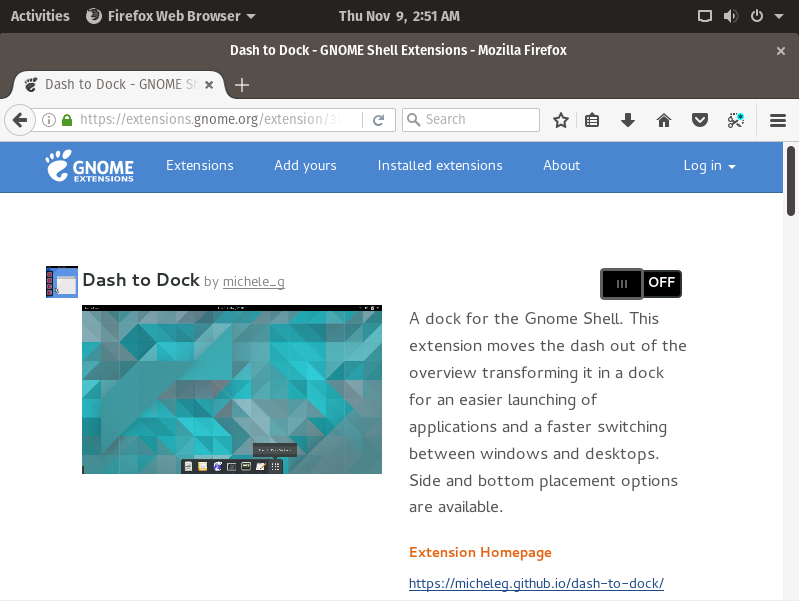 Activities Firefox Web Browser Thu Nov 9, 2:51 AM
Dash to Dock - GNOME Shell Extensions - Mozilla Firefox
Dash to Dock - GNOME Sh
https://extensions.gnome.org/extension/3 Search
GNOME EXTENSIONS Extensions Add yours Installed extensions About Log in
Dash to Dock by michele_g OFF
A dock for the Gnome Shell. This
extension moves the dash out of the
overview transforming it in a dock
for an easier launching of
applications and a faster switching
between windows and desktops.
Side and bottom placement options
are available.
Extension Homepage
https://micheleg.github.io/dash-to-dock/